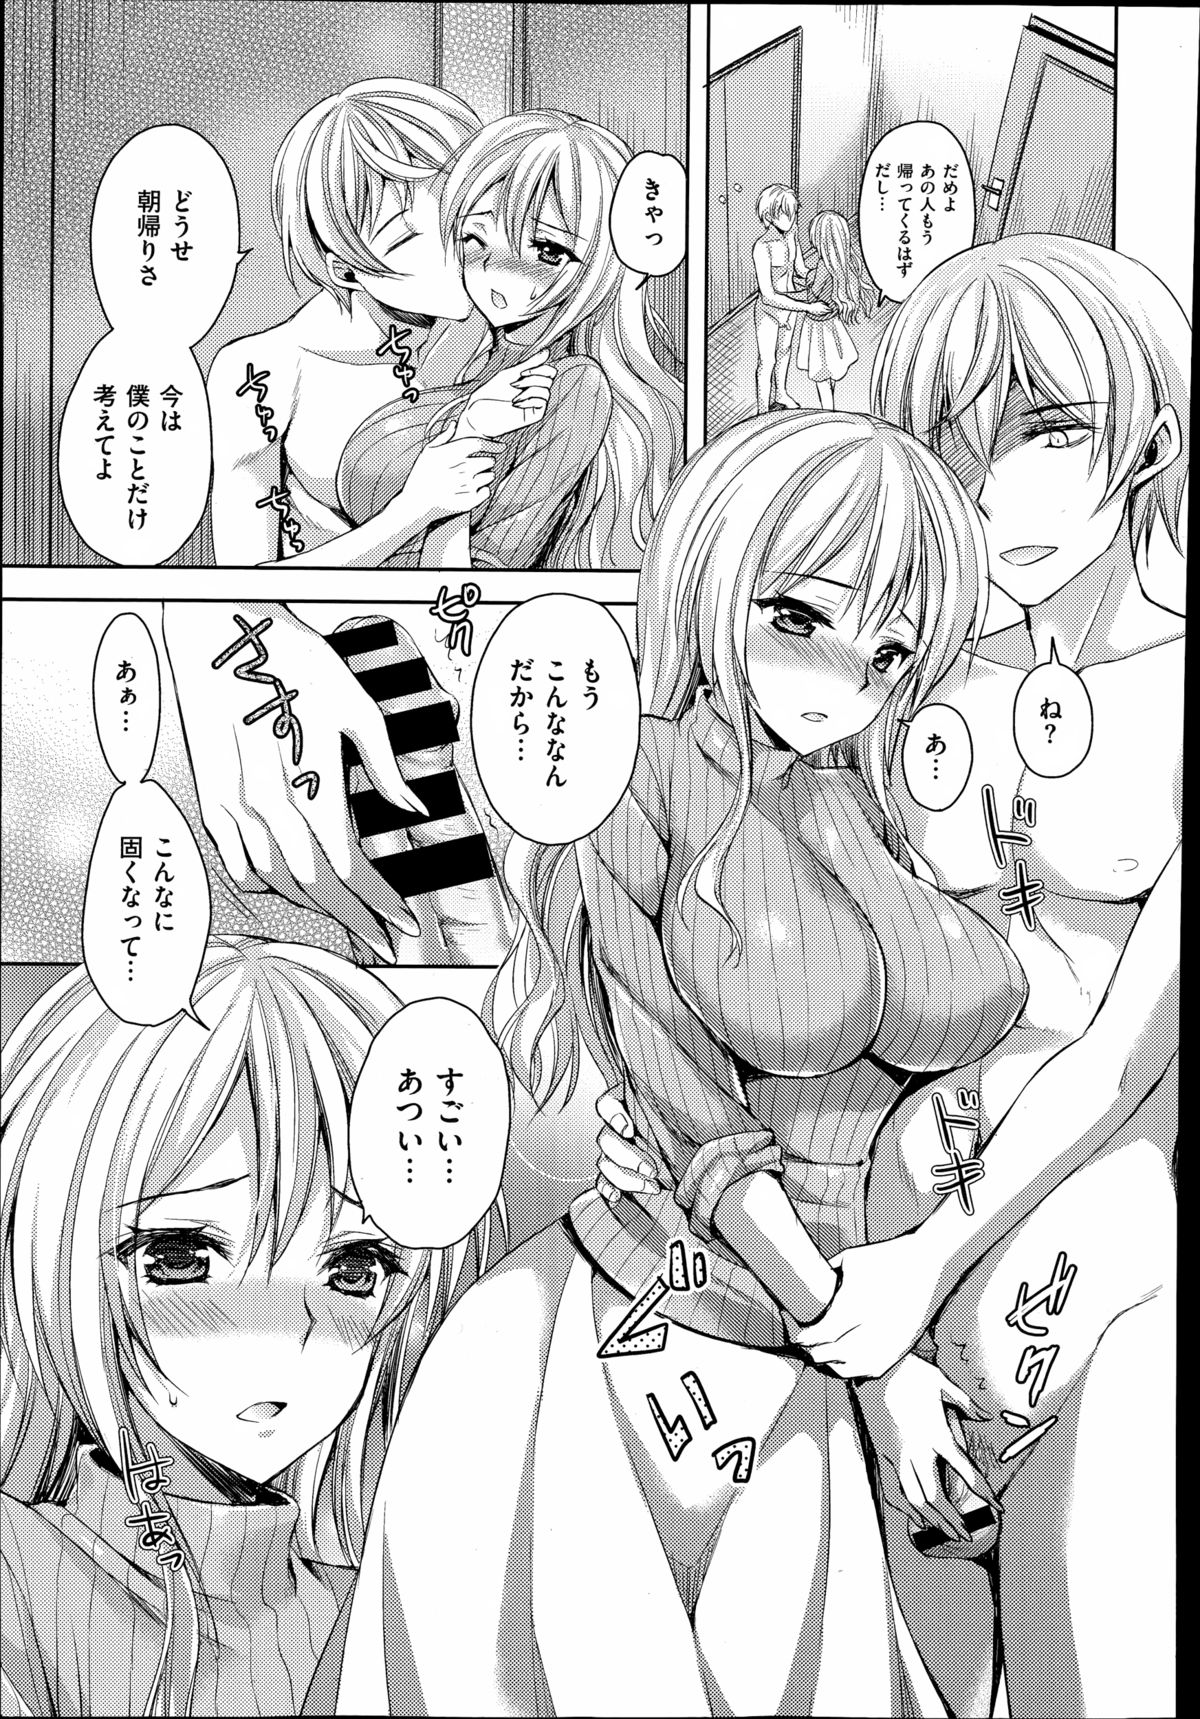 だめよ
あの人もう
帰ってくるはず
だし…
きゃっ
どうせ
朝帰りさ
今は
僕のことだけ
考えてよ
ちゅっ
ちゅっ
ちゅっ
ね?
あ…
ドキ
ドキ
ビクン
ぐいっ
もう
こんななん
だから…
ピク
さすっ
あぁ…
こんなに
固くなって…
すごい…
あつい…
はあっ